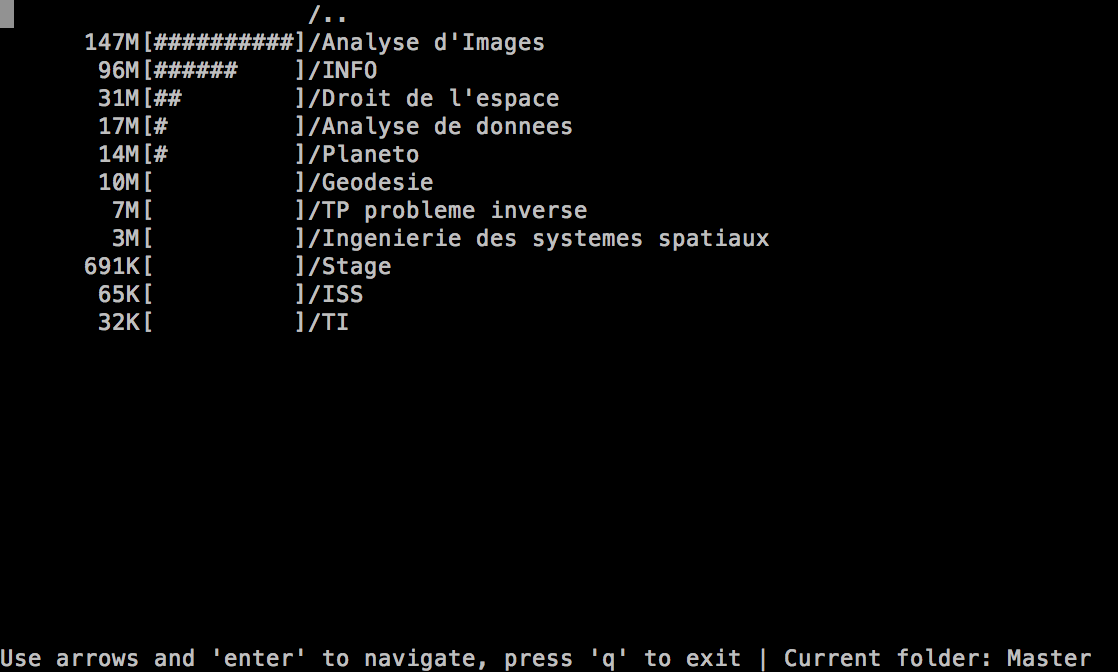 /..
147M[##########]/Analyse d'Images
96M[######    ]/INFO
31M[##        ]/Droit de l'espace
17M[#         ]/Analyse de donnees
14M[#         ]/Planeto
10M[          ]/Geodesie
7M[          ]/TP probleme inverse
3M[          ]/Ingenierie des systemes spatiaux
691K[          ]/Stage
65K[          ]/ISS
32K[          ]/TI
Use arrows and 'enter' to navigate, press 'q' to exit | Current folder: Master